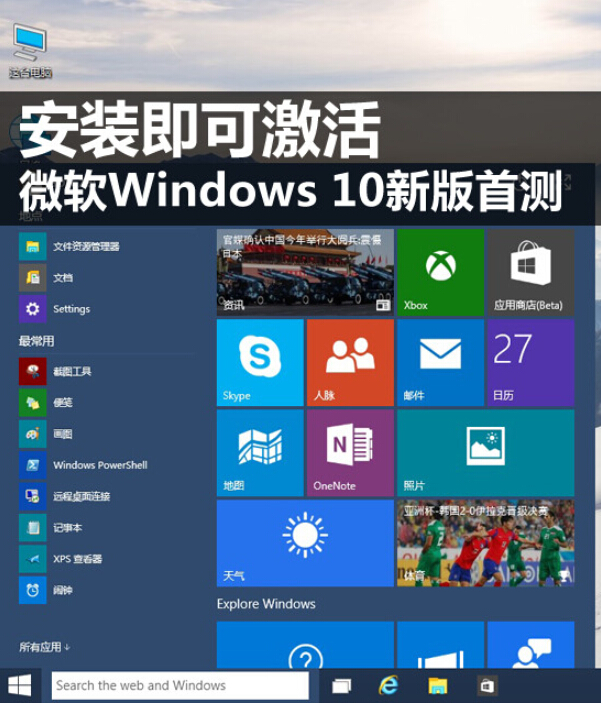 这台电脑
安装即可激活
微软Windows 10新版首测
地点
文件资源管理器
文档
Settings
最常用
截图工具
便笺
画图
Windows PowerShell
远程桌面连接
记事本
XPS 查看器
闹钟
所有应用
官媒确认中国今年举行大阅兵:震慑
日本
资讯
Xbox
应用商店(Beta)
Skype
人脉
邮件
27
日历
地图
N
OneNote
照片
天气
亚洲杯-韩国2-0伊拉克晋级决赛
体育
Explore Windows
Search the web and Windows